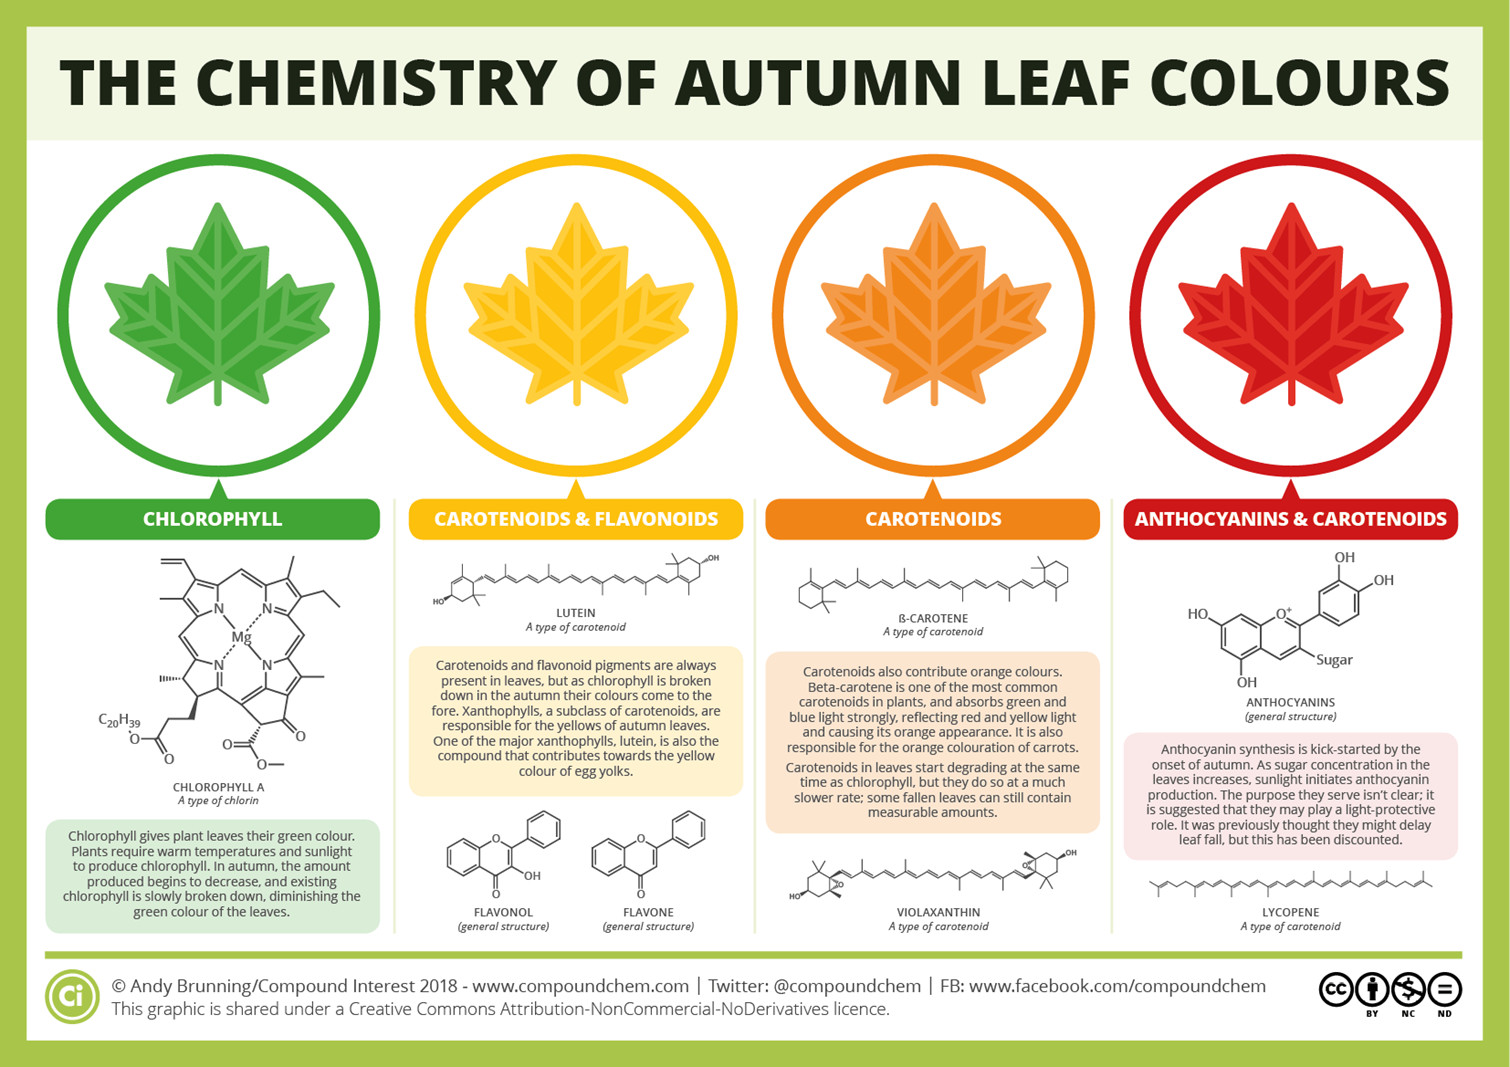 THE CHEMISTRY OF AUTUMN LEAF COLOURS
CHLOROPHYLL
N
N
Mg
N
N
C20H39
O
O
O
O
O
CHLOROPHYLL A
A type of chlorin
Chlorophyll gives plant leaves their green colour.
Plants require warm temperatures and sunlight
to produce chlorophyll. In autumn, the amount
produced begins to decrease, and existing
chlorophyll is slowly broken down, diminishing the
green colour of the leaves.
CAROTENOIDS & FLAVONOIDS
OH
HO
LUTEIN
A type of carotenoid
Carotenoids and flavonoid pigments are always
present in leaves, but as chlorophyll is broken
down in the autumn their colours come to the
fore. Xanthophylls, a subclass of carotenoids, are
responsible for the yellows of autumn leaves.
One of the major xanthophylls, lutein, is also the
compound that contributes towards the yellow
colour of egg yolks.
O
OH
O
FLAVONOL
(general structure)
O
O
FLAVONE
(general structure)
CAROTENOIDS
ß-CAROTENE
A type of carotenoid
Carotenoids also contribute orange colours.
Beta-carotene is one of the most common
carotenoids in plants, and absorbs green and
blue light strongly, reflecting red and yellow light
and causing its orange appearance. It is also
responsible for the orange colouration of carrots.
Carotenoids in leaves start degrading at the same
time as chlorophyll, but they do so at a much
slower rate; some fallen leaves can still contain
measurable amounts.
OH
O
O
HO
VIOLAXANTHIN
A type of carotenoid
ANTHOCYANINS & CAROTENOIDS
OH
OH
HO
O+
Sugar
OH
ANTHOCYANINS
(general structure)
Anthocyanin synthesis is kick-started by the
onset of autumn. As sugar concentration in the
leaves increases, sunlight initiates anthocyanin
production. The purpose they serve isn't clear; it
is suggested that they may play a light-protective
role. It was previously thought they might delay
leaf fall, but this has been discounted.
LYCOPENE
A type of carotenoid
Ci
© Andy Brunning/Compound Interest 2018 - www.compoundchem.com | Twitter: @compoundchem | FB: www.facebook.com/compoundchem
This graphic is shared under a Creative Commons Attribution-NonCommercial-NoDerivatives licence.
cc
$
=
BY NC ND